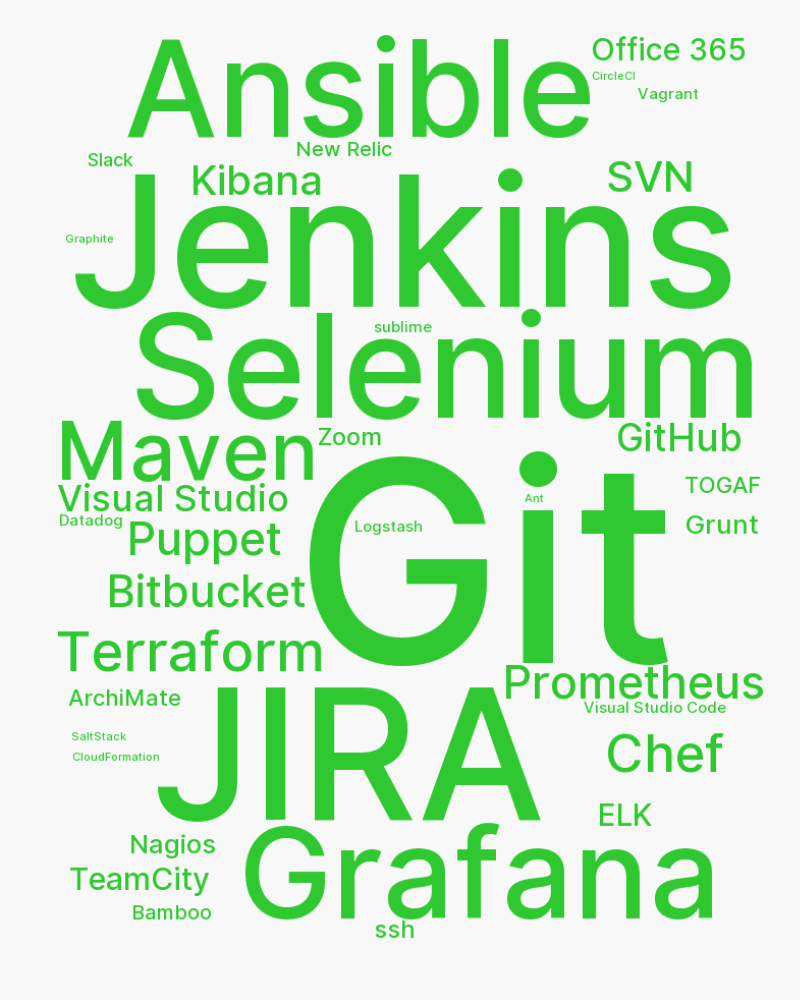 Ansible
Office 365
CircleCI
Vagrant
New Relic
Slack
Kibana
SVN
Jenkins
Graphite
Selenium
sublime
Maven
Zoom
GitHub
Git
Visual Studio
TOGAF
Ant
Datadog
Logstash
Grunt
Puppet
Bitbucket
Terraform
Prometheus
ArchiMate
Visual Studio Code
JIRA
SaltStack
CloudFormation
Chef
ELK
Nagios
Grafana
TeamCity
Bamboo
ssh